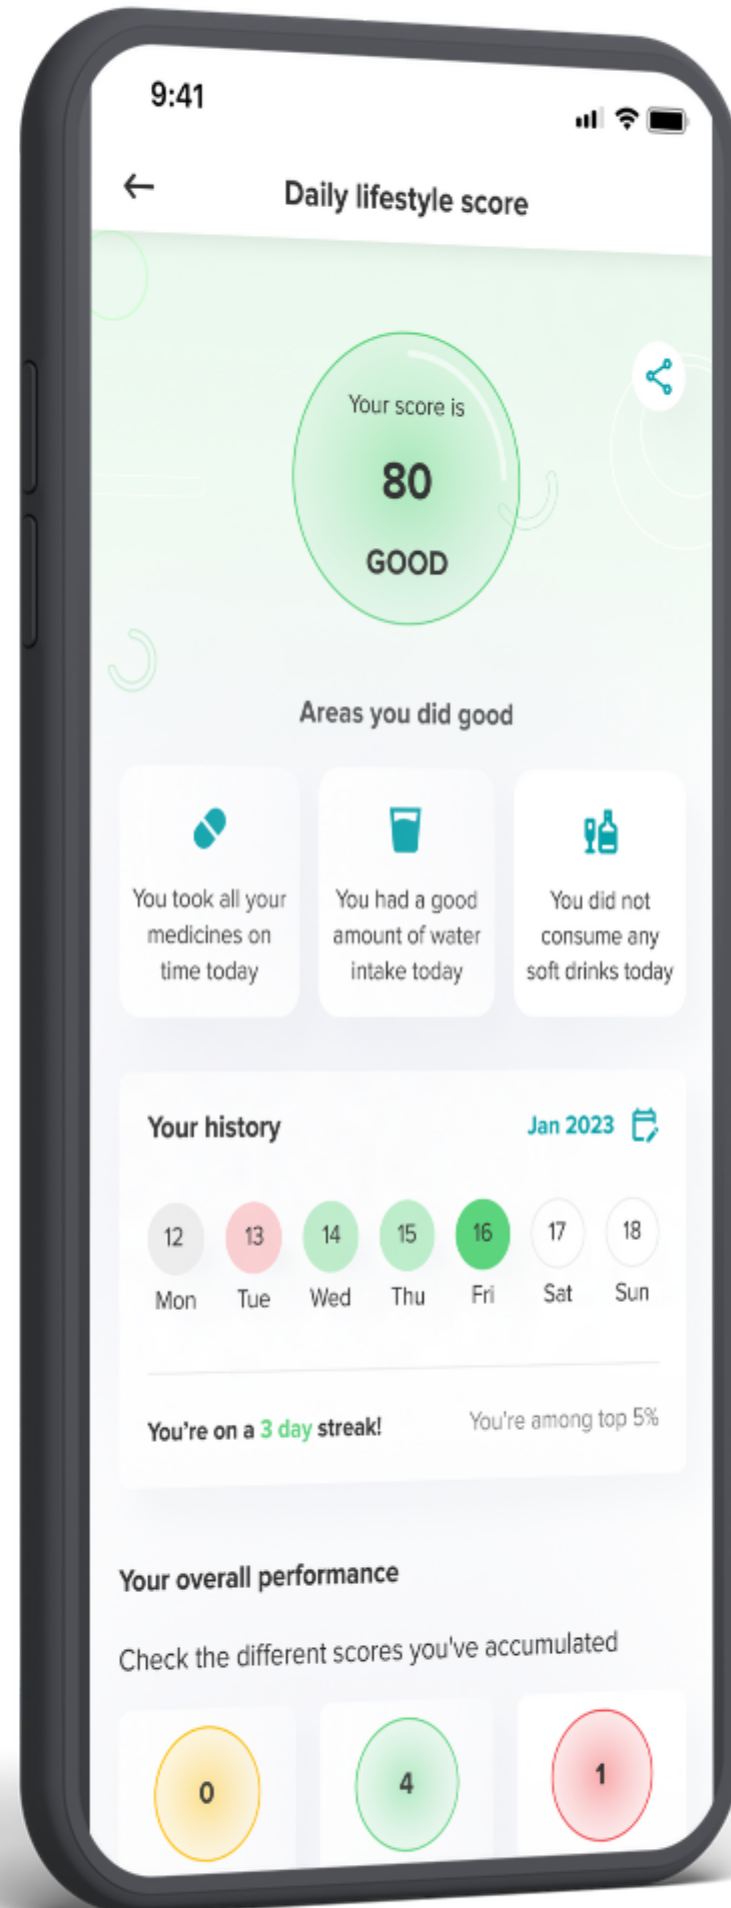 9:41
Daily lifestyle score
Your score is
80
GOOD
Areas you did good
You took all your
medicines on
time today
You had a good
amount of water
intake today
You did not
consume any
soft drinks today
Your history
Jan 2023
12 13 14 15 16 17 18
Mon Tue Wed Thu Fri Sat Sun
You're on a 3 day streak!
You're among top 5%
Your overall performance
Check the different scores you've accumulated
0 4 1